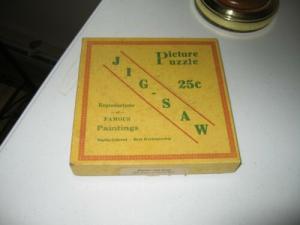 Picture
Puzzle
JIG-SAW
25c
Reproductions
of
FAMOUS
Paintings